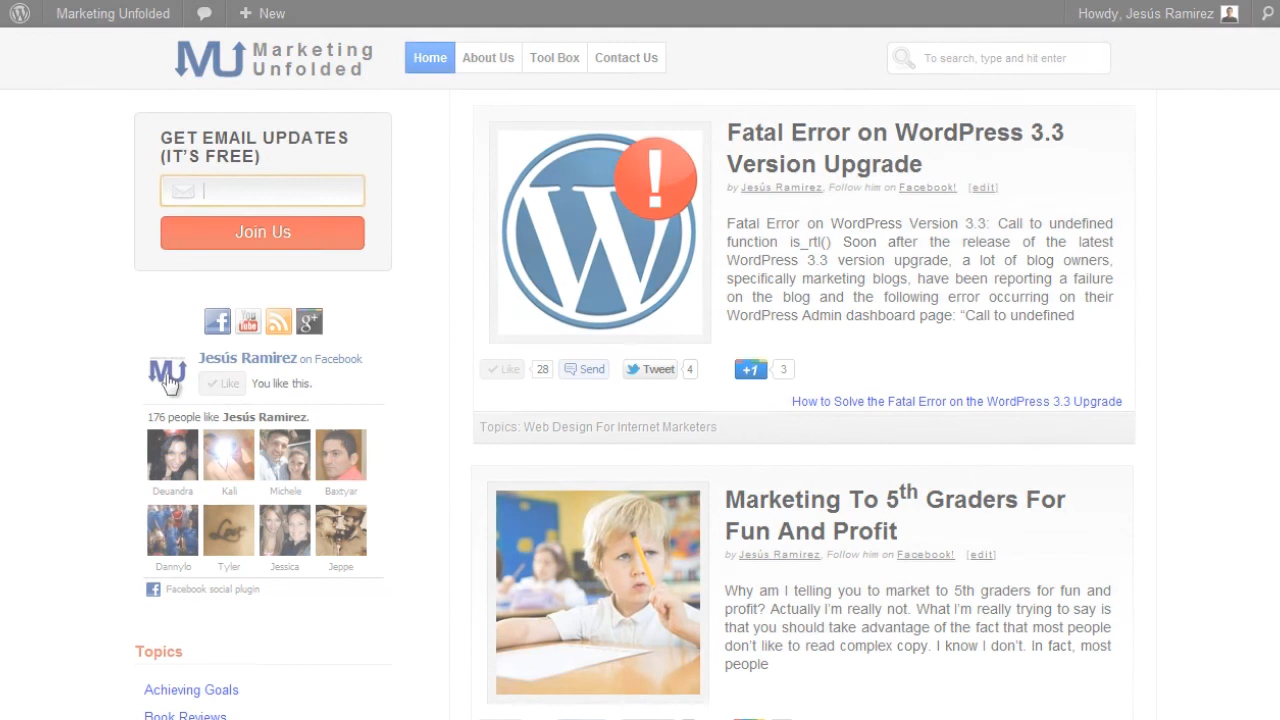 Marketing Unfolded
New
Howdy, Jesús Ramirez
MU Marketing
Unfolded
Home
About Us
Tool Box
Contact Us
To search, type and hit enter
GET EMAIL UPDATES
(IT'S FREE)
Join Us
You
Tube
g+
Jesús Ramirez on Facebook
MU
Like
You like this.
176 people like Jesús Ramirez.
Deuandra
Kali
Michele
Baxtyar
Dannylo
Tyler
Jessica
Jeppe
Facebook social plugin
Topics
Achieving Goals
Book Reviews
Fatal Error on WordPress 3.3
Version Upgrade
by Jesús Ramirez, Follow him on Facebook! [edit]
Fatal Error on WordPress Version 3.3: Call to undefined
function is_rtl() Soon after the release of the latest
WordPress 3.3 version upgrade, a lot of blog owners,
specifically marketing blogs, have been reporting a failure
on the blog and the following error occurring on their
WordPress Admin dashboard page: “Call to undefined
Like
28
Send
Tweet
4
+1
3
How to Solve the Fatal Error on the WordPress 3.3 Upgrade
Topics: Web Design For Internet Marketers
Marketing To 5th Graders For
Fun And Profit
by Jesús Ramirez, Follow him on Facebook! [edit]
Why am I telling you to market to 5th graders for fun and
profit? Actually I'm really not. What I'm really trying to say is
that you should take advantage of the fact that most people
don't like to read complex copy. I know I don't. In fact, most
people